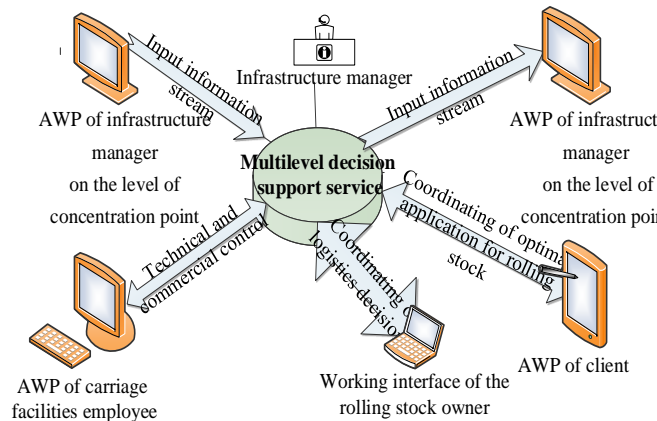 Input information
stream
Infrastructure manager
Input information
stream
AWP of infrastructure
manager
on the level of
concentration point
AWP of infrastruct
manager
on the level of
concentration poin
Multilevel decision
support service
Technical and
commercial control
Coordinating of
logistics decision
Coordinating of optima
application for rolling
stock
AWP of carriage
facilities employee
Working interface of the
rolling stock owner
AWP of client